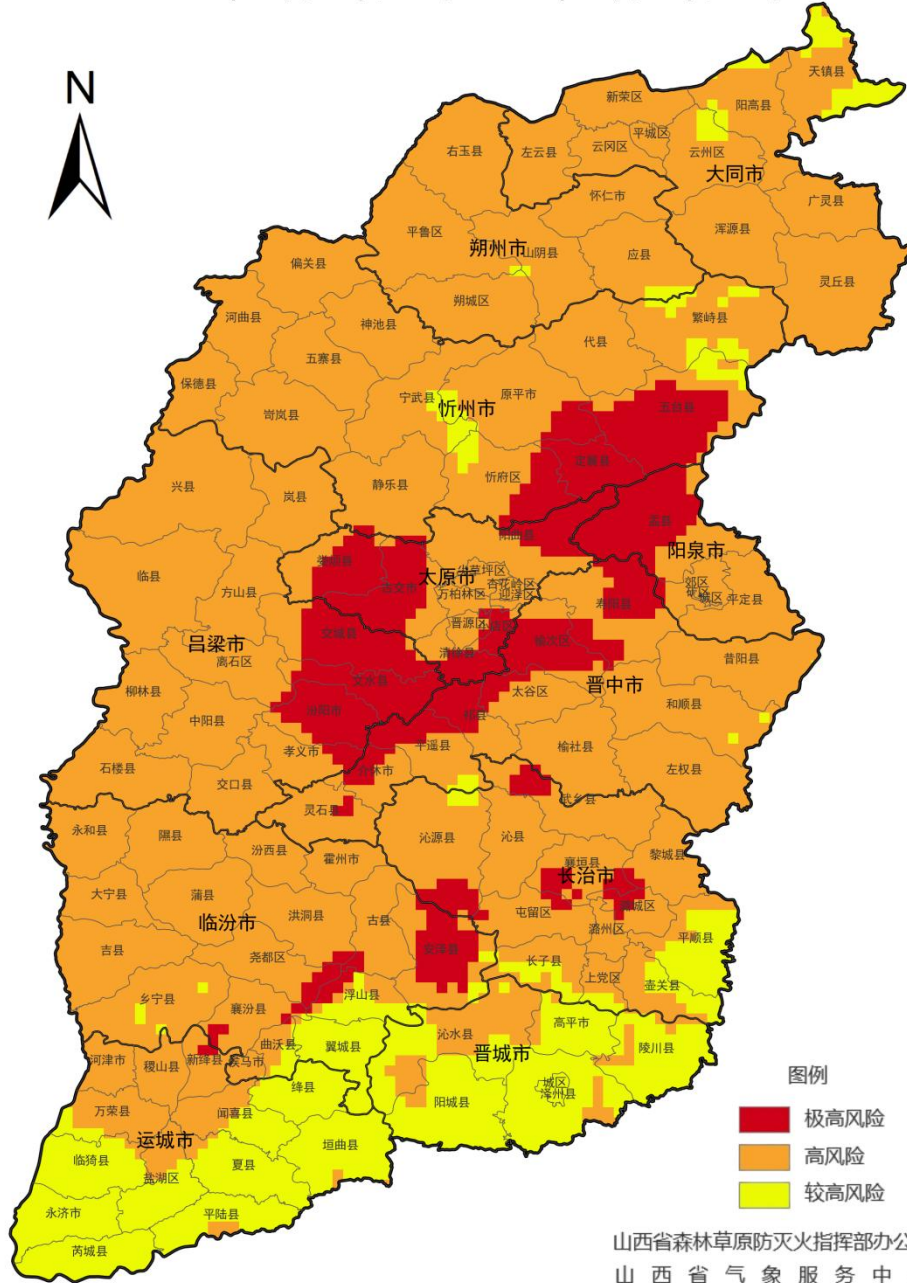 N
天镇县
新荣区
阳高县
平城区
右玉县
左云县
云冈区
云州区
大同市
怀仁市
广灵县
平鲁区
朔州市
山阴县
应县
浑源县
偏关县
灵丘县
朔城区
河曲县
神池县
繁峙县
五寨县
代县
保德县
宁武县
忻州市
原平市
五台县
岢岚县
定襄县
兴县
岚县
静乐县
忻府区
阳曲县
盂县
阳泉市
娄烦县
太原市
尖草坪区
临县
古交市
杏花岭区
郊区
方山县
万柏林区
迎泽区
寿阳县
矿区
城区
平定县
晋源区
小店区
交城县
吕梁市
清徐县
榆次区
离石区
昔阳县
文水县
晋中市
柳林县
汾阳市
祁县
太谷区
中阳县
和顺县
孝义市
平遥县
榆社县
石楼县
介休市
左权县
交口县
灵石县
武乡县
永和县
隰县
沁源县
沁县
汾西县
霍州市
襄垣县
黎城县
长治市
大宁县
蒲县
洪洞县
古县
屯留区
潞城区
临汾市
潞州区
平顺县
吉县
尧都区
安泽县
长子县
上党区
壶关县
乡宁县
襄汾县
浮山县
沁水县
高平市
曲沃县
翼城县
晋城市
陵川县
河津市
稷山县
新绛县
侯马市
绛县
城区
泽州县
阳城县
万荣县
闻喜县
运城市
垣曲县
临猗县
夏县
盐湖区
永济市
平陆县
芮城县
图例
极高风险
高风险
较高风险
山西省森林草原防灭火指挥部办公
山西省气象服务中